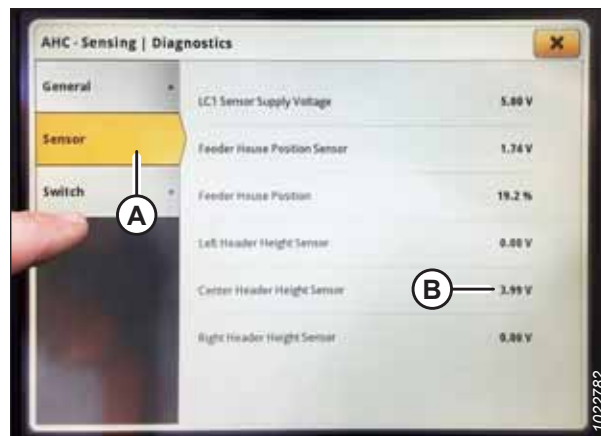 AHC - Sensing | Diagnostics
General
Sensor
Switch
LC1 Sensor Supply Voltage 5.00 V
Feeder House Position Sensor 1.74 V
Feeder House Position 19.2 %
Left Header Height Sensor 0.00 V
Center Header Height Sensor 3.99 V
Right Header Height Sensor 0.00 V
A
B
1022782